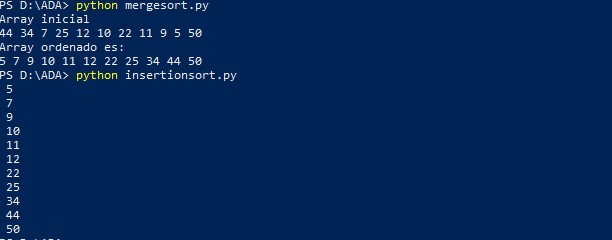 PS D:\ADA> python mergesort.py
Array inicial
44 34 7 25 12 10 22 11 9 5 50
Array ordenado es:
5 7 9 10 11 12 22 25 34 44 50
PS D:\ADA> python insertionsort.py
5
7
9
10
11
12
22
25
34
44
50